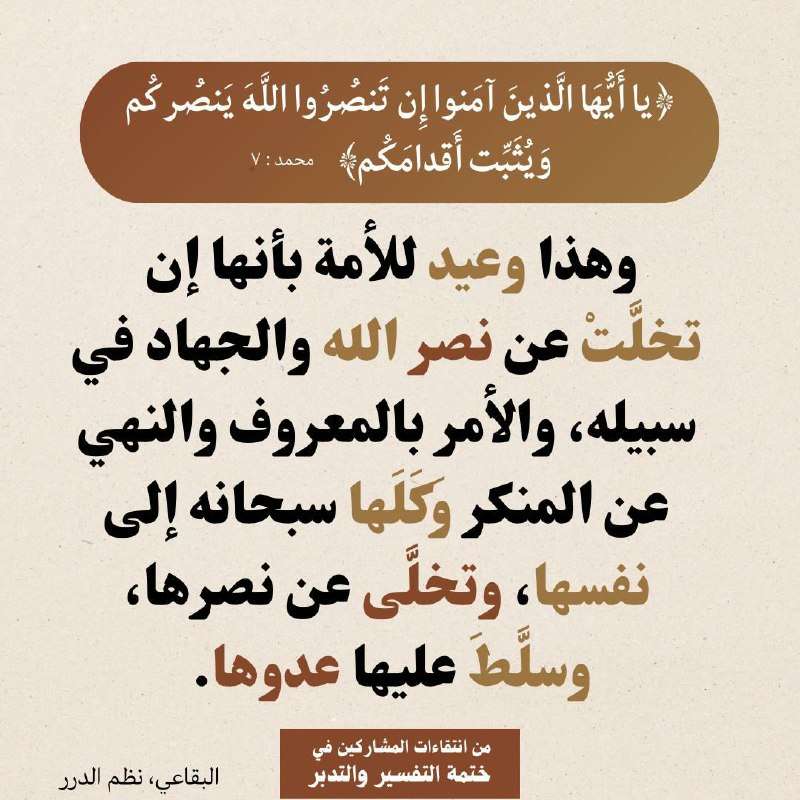 ﴿يا أَيُّهَا الَّذينَ آمَنوا إِن تَنصُرُوا اللَّهَ يَنصُركُم
وَيُثَبِّت أَقدامَكُم﴾ محمد : ٧
وهذا وعيد للأمة بأنها إن
تخلَّتْ عن نصر الله والجهاد في
سبيله، والأمر بالمعروف والنهي
عن المنكر وَكَلَها سبحانه إلى
نفسها، وتخلَّى عن نصرها،
وسلَّطَ عليها عدوها.
من انتقاءات المشاركين في
ختمة التفسير والتدبر
البقاعي، نظم الدرر